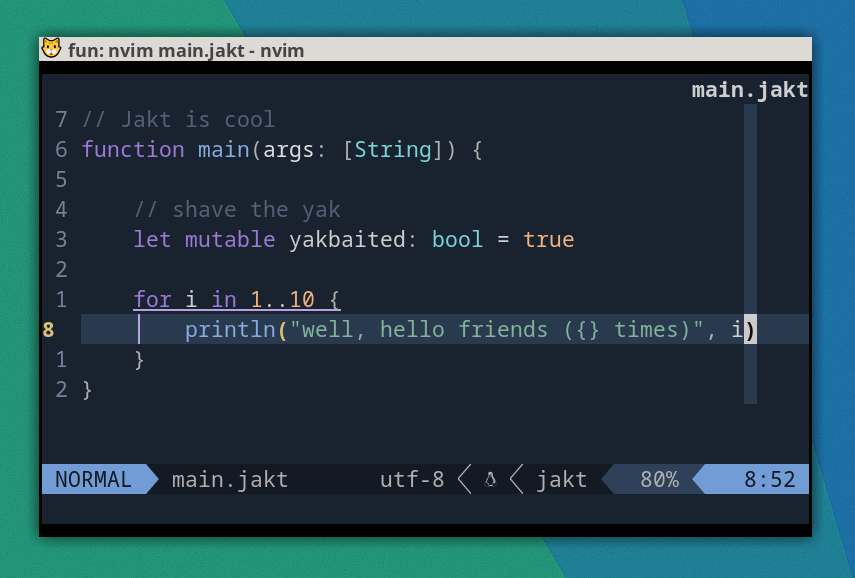 fun: nvim main.jakt - nvim
main.jakt
7 // Jakt is cool
6 function main(args: [String]) {
5
4     // shave the yak
3     let mutable yakbaited: bool = true
2
1     for i in 1..10 {
8         println("well, hello friends ({} times)", i)
1     }
2 }
NORMAL main.jakt utf-8 jakt 80% 8:52